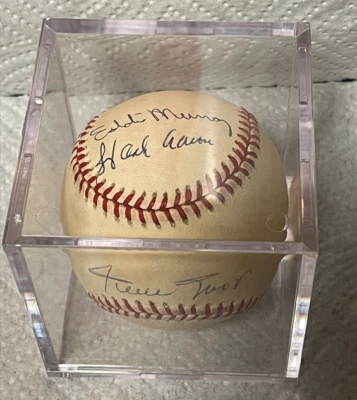 Eddie Murray
Hank Aaron
Willie Mays